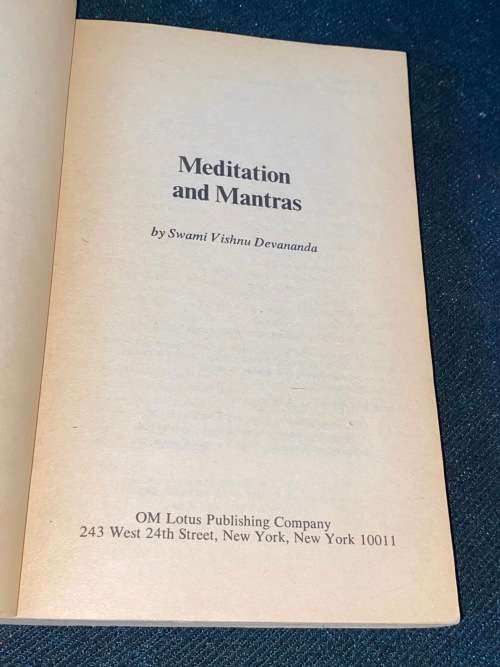 Meditation
and Mantras
by Swami Vishnu Devananda
OM Lotus Publishing Company
243 West 24th Street, New York, New York 10011